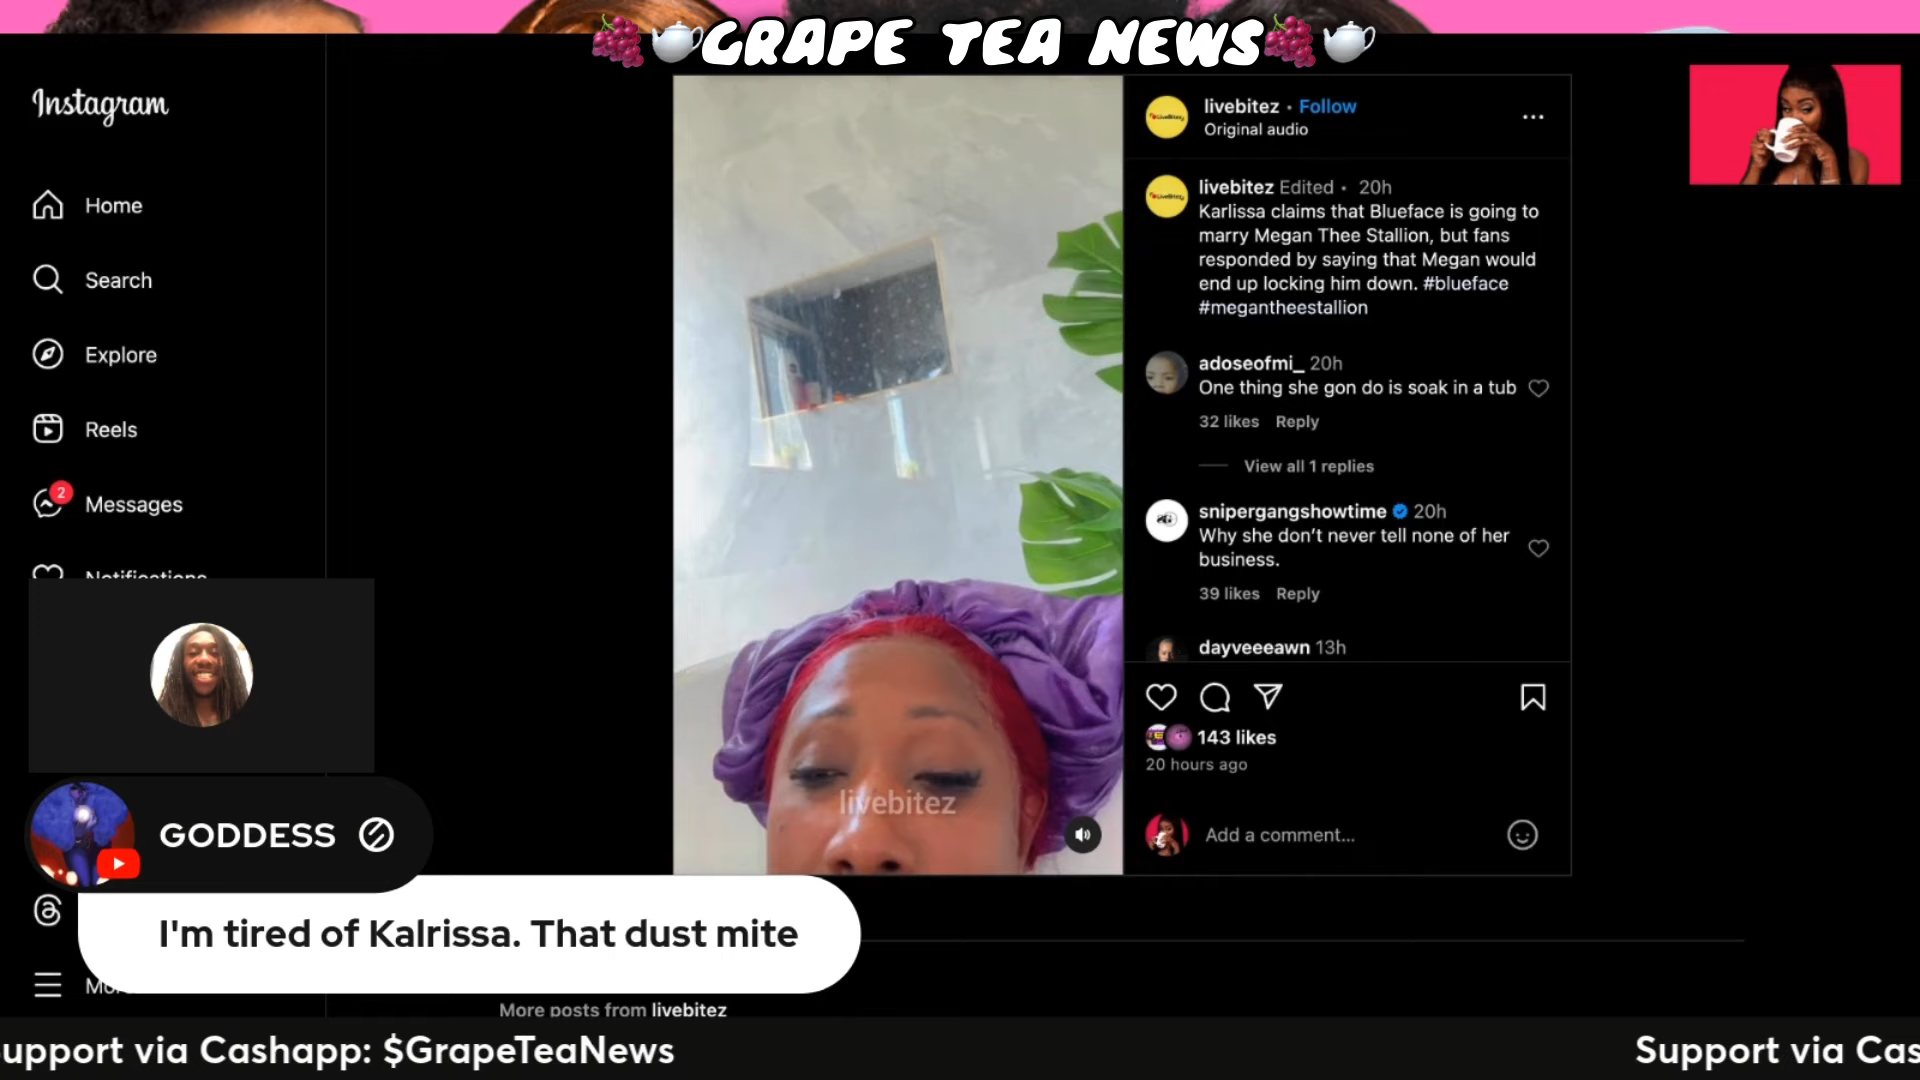 GRAPE TEA NEWS
Instagram
Home
Search
Explore
Reels
2
Messages
Notifications
GODDESS
I'm tired of Kalrissa. That dust mite
livebitez
livebitez • Follow
Original audio
livebitez Edited • 20h
Karlissa claims that Blueface is going to
marry Megan Thee Stallion, but fans
responded by saying that Megan would
end up locking him down. #blueface
#megantheestallion
adoseofmi_ 20h
One thing she gon do is soak in a tub
32 likes Reply
View all 1 replies
snipergangshowtime 20h
Why she don’t never tell none of her
business.
39 likes Reply
dayveeeawn 13h
143 likes
20 hours ago
Add a comment...
More posts from livebitez
upport via Cashapp: $GrapeTeaNews
Support via Cas